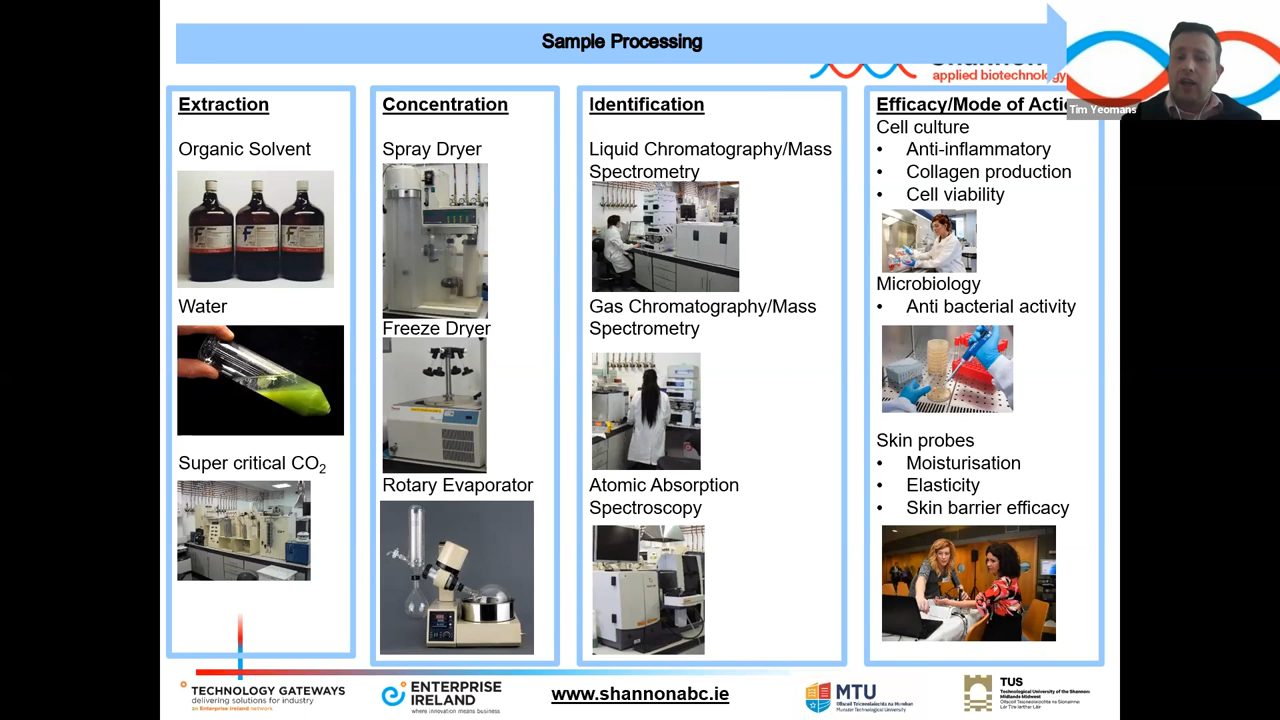 Sample Processing
applied biotechnology
Tim Yeomans
Extraction
Organic Solvent
Water
Super critical CO₂
Concentration
Spray Dryer
Freeze Dryer
Rotary Evaporator
Identification
Liquid Chromatography/Mass
Spectrometry
Gas Chromatography/Mass
Spectrometry
Atomic Absorption
Spectroscopy
Efficacy/Mode of
Cell culture
• Anti-inflammatory
• Collagen production
• Cell viability
Microbiology
• Anti bacterial activity
Skin probes
• Moisturisation
• Elasticity
• Skin barrier efficacy
TECHNOLOGY GATEWAYS
delivering solutions for industry
an Enterprise Ireland network
ENTERPRISE
IRELAND
where innovation means business
www.shannonabc.ie
MTU
Ollscoil Teicneolaíochta na Mumhan
Munster Technological University
TUS
Technological University of the Shannon:
Midlands Midwest
Ollscoil Teicneolaíochta na Sionainne:
Lár Tíre Iarthar Láir